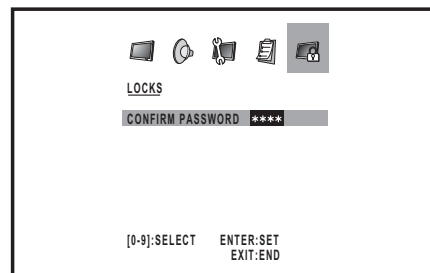 LOCKS
CONFIRM PASSWORD ****
[0-9]:SELECT ENTER:SET
EXIT:END